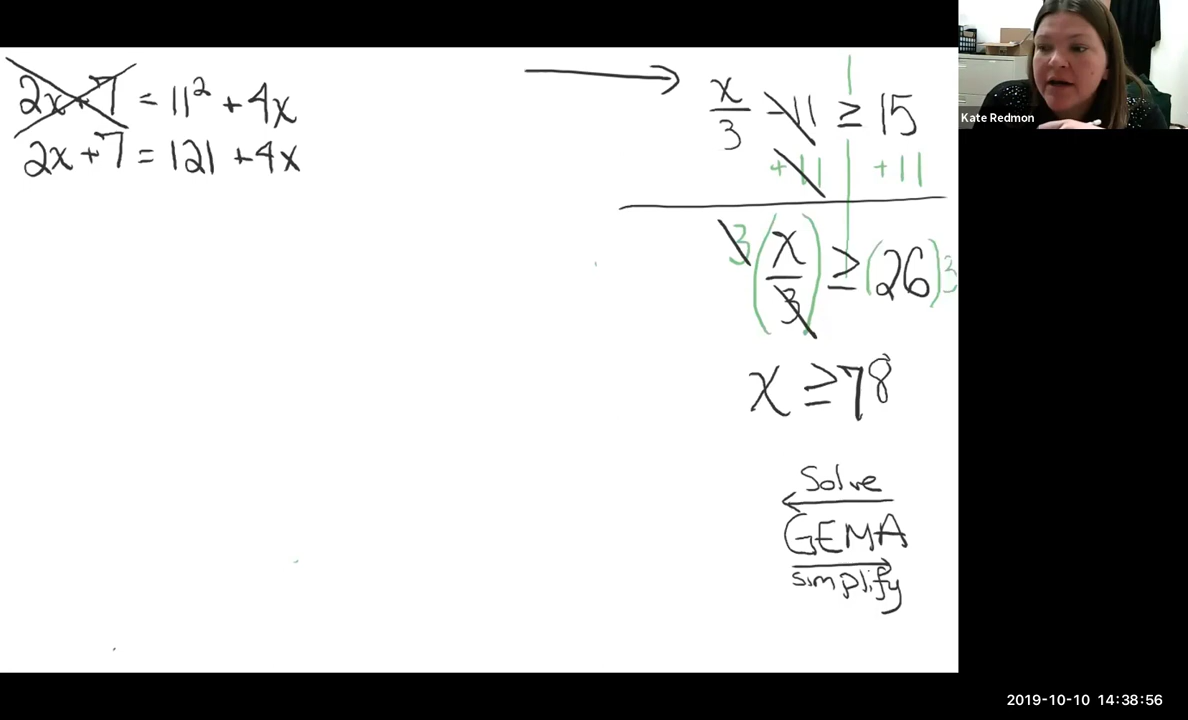 2x + 7 = 11² + 4x
2x + 7 = 121 + 4x
x/3 - 11 ≥ 15
+ 11 + 11
3(x/3) ≥ (26)3
x ≥ 78
Solve
GEMA
simplify
Kate Redmon
2019-10-10 14:38:56